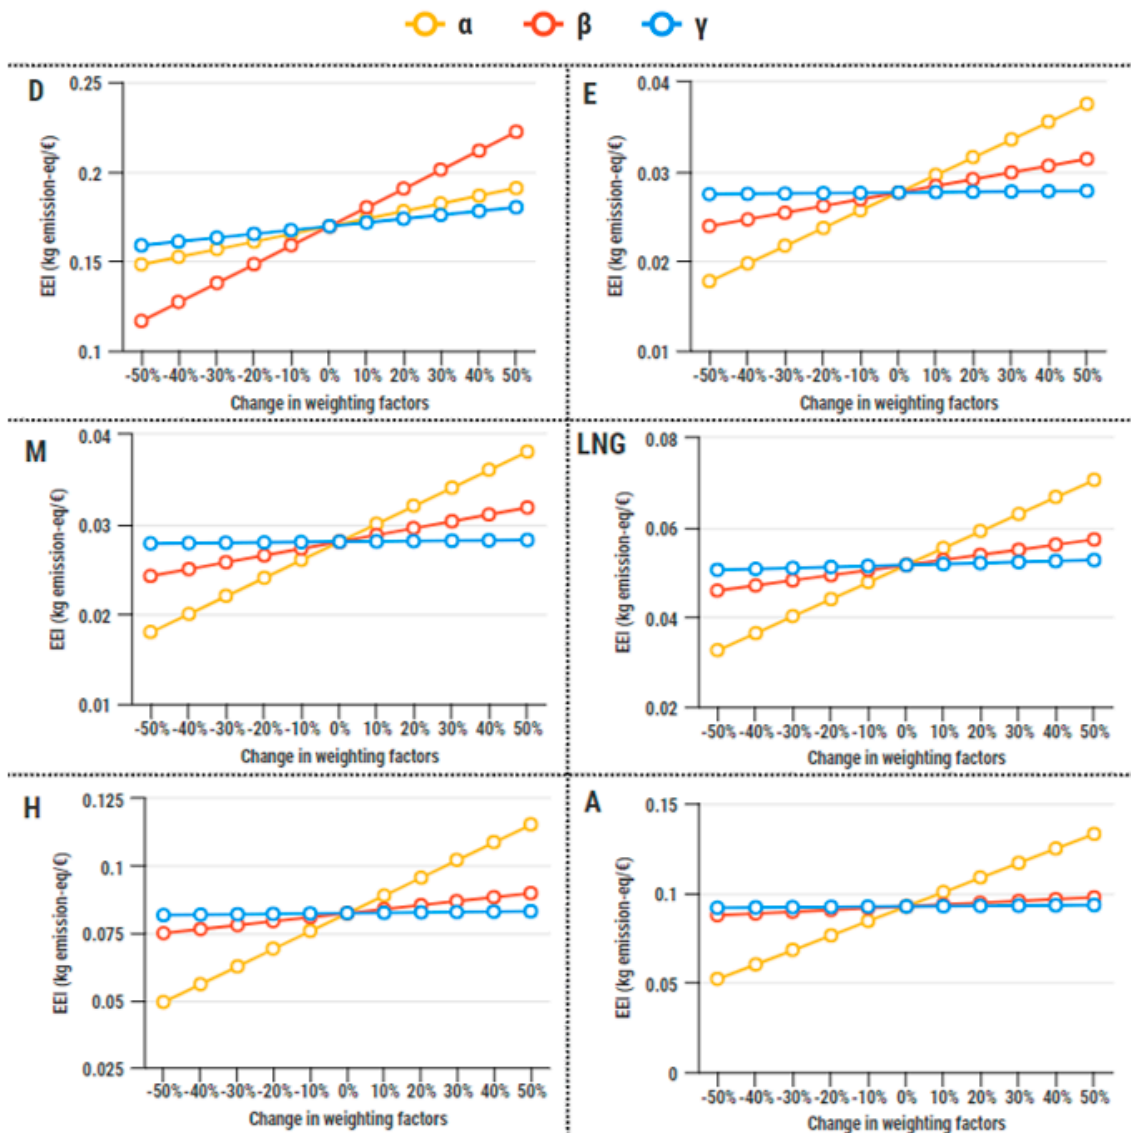 α β γ
D
EEI (kg emission-eq/€)
0.25
0.2
0.15
0.1
-50% -40% -30% -20% -10% 0% 10% 20% 30% 40% 50%
Change in weighting factors
E
EEI (kg emission-eq/€)
0.04
0.03
0.02
0.01
-50% -40% -30% -20% -10% 0% 10% 20% 30% 40% 50%
Change in weighting factors
M
EEI (kg emission-eq/€)
0.04
0.03
0.02
0.01
-50% -40% -30% -20% -10% 0% 10% 20% 30% 40% 50%
Change in weighting factors
LNG
EEI (kg emission-eq/€)
0.08
0.06
0.04
0.02
-50% -40% -30% -20% -10% 0% 10% 20% 30% 40% 50%
Change in weighting factors
H
EEI (kg emission-eq/€)
0.125
0.1
0.075
0.05
0.025
-50% -40% -30% -20% -10% 0% 10% 20% 30% 40% 50%
Change in weighting factors
A
EEI (kg emission-eq/€)
0.15
0.1
0.05
0
-50% -40% -30% -20% -10% 0% 10% 20% 30% 40% 50%
Change in weighting factors